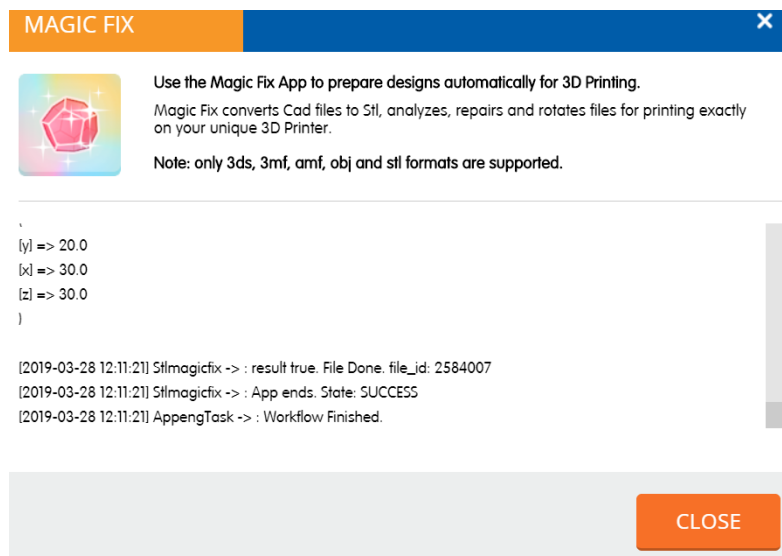 MAGIC FIX
Use the Magic Fix App to prepare designs automatically for 3D Printing.
Magic Fix converts Cad files to Stl, analyzes, repairs and rotates files for printing exactly
on your unique 3D Printer.
Note: only 3ds, 3mf, amf, obj and stl formats are supported.
[y] => 20.0
[x] => 30.0
[z] => 30.0
)
[2019-03-28 12:11:21] Stlmagicfix -> : result true. File Done. file_id: 2584007
[2019-03-28 12:11:21] Stlmagicfix -> : App ends. State: SUCCESS
[2019-03-28 12:11:21] AppengTask -> : Workflow Finished.
CLOSE